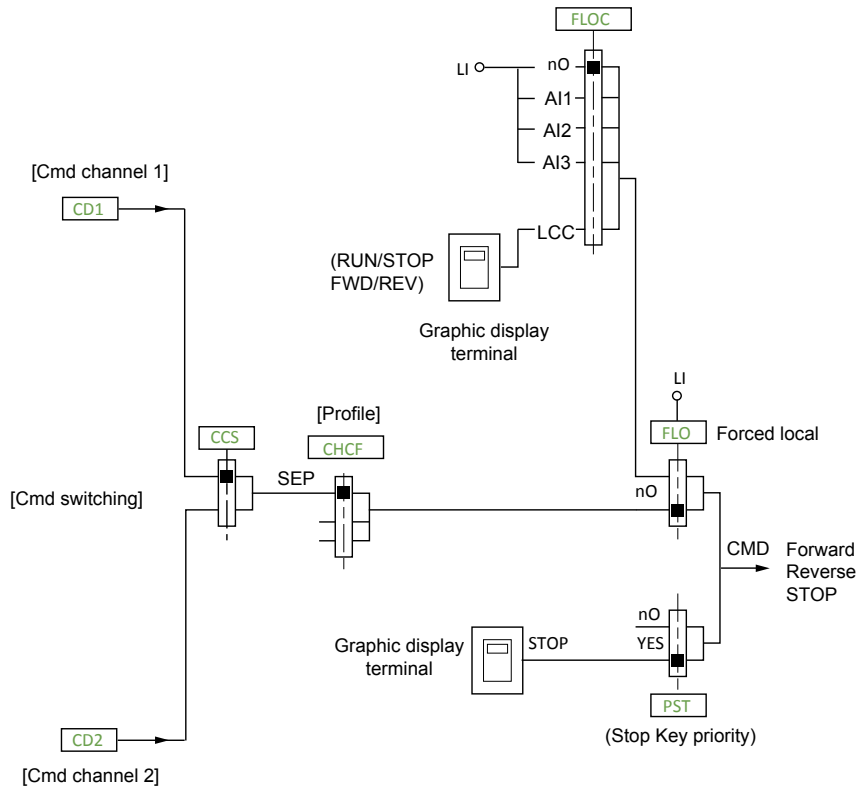 FLOC
LI
nO
AI1
AI2
AI3
[Cmd channel 1]
CD1
LCC
(RUN/STOP
FWD/REV)
Graphic display
terminal
LI
[Profile]
CCS
CHCF
FLO
Forced local
SEP
nO
[Cmd switching]
CMD
Forward
Reverse
STOP
nO
Graphic display
terminal
STOP
YES
PST
CD2
(Stop Key priority)
[Cmd channel 2]